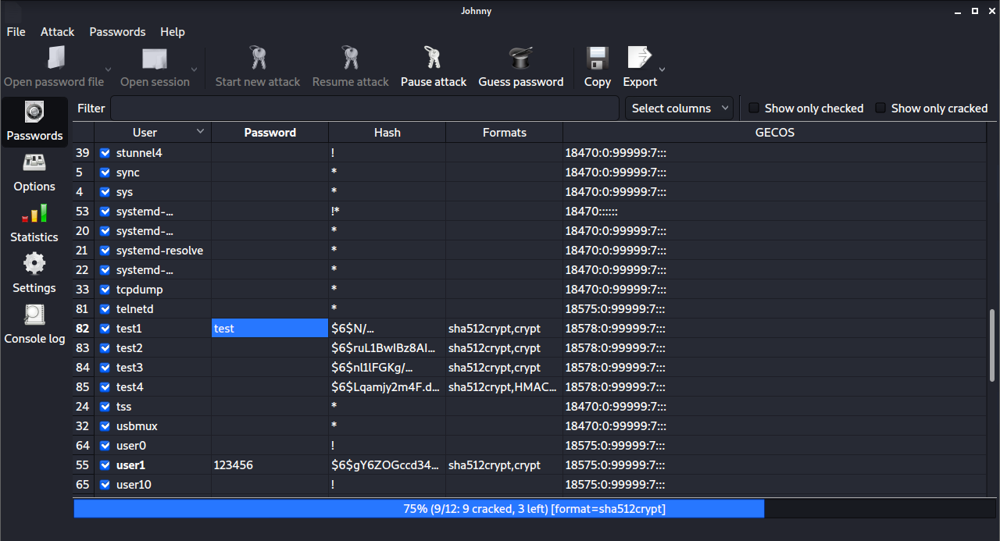 Johnny
File Attack Passwords Help
Open password file Open session Start new attack Resume attack Pause attack Guess password Copy Export
Passwords
Options
Statistics
Settings
Console log
Filter Select columns Show only checked Show only cracked
User Password Hash Formats GECOS
39 stunnel4 ! 18470:0:99999:7:::
5 sync * 18470:0:99999:7:::
4 sys * 18470:0:99999:7:::
53 systemd-... !* 18470::::::
20 systemd-... * 18470:0:99999:7:::
21 systemd-resolve * 18470:0:99999:7:::
22 systemd-... * 18470:0:99999:7:::
33 tcpdump * 18470:0:99999:7:::
81 telnetd * 18575:0:99999:7:::
82 test1 test $6$N/... sha512crypt,crypt 18578:0:99999:7:::
83 test2 $6$ruL1BwIBz8AI... sha512crypt,crypt 18578:0:99999:7:::
84 test3 $6$nl1lFGKg/... sha512crypt,crypt 18578:0:99999:7:::
85 test4 $6$Lqamjy2m4F.d... sha512crypt,HMAC... 18578:0:99999:7:::
24 tss * 18470:0:99999:7:::
32 usbmux * 18470:0:99999:7:::
64 user0 ! 18575:0:99999:7:::
55 user1 123456 $6$gY6ZOGccd34... sha512crypt,crypt 18575:0:99999:7:::
65 user10 ! 18575:0:99999:7:::
75% (9/12: 9 cracked, 3 left) [format=sha512crypt]